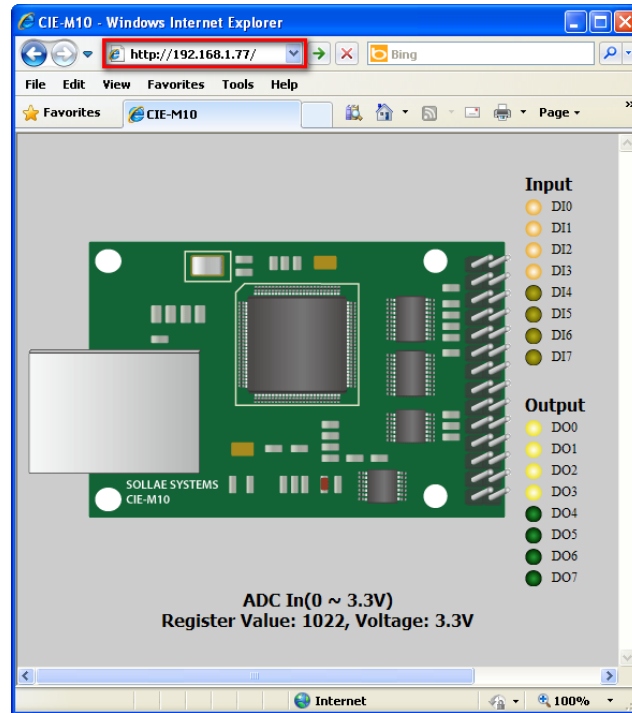 CIE-M10 - Windows Internet Explorer
http://192.168.1.77/
Bing
File Edit View Favorites Tools Help
Favorites CIE-M10 Page »
Input
DI0
DI1
DI2
DI3
DI4
DI5
DI6
DI7
Output
DO0
DO1
DO2
DO3
DO4
DO5
DO6
DO7
SOLLAE SYSTEMS
CIE-M10
ADC In(0 ~ 3.3V)
Register Value: 1022, Voltage: 3.3V
Internet 100%